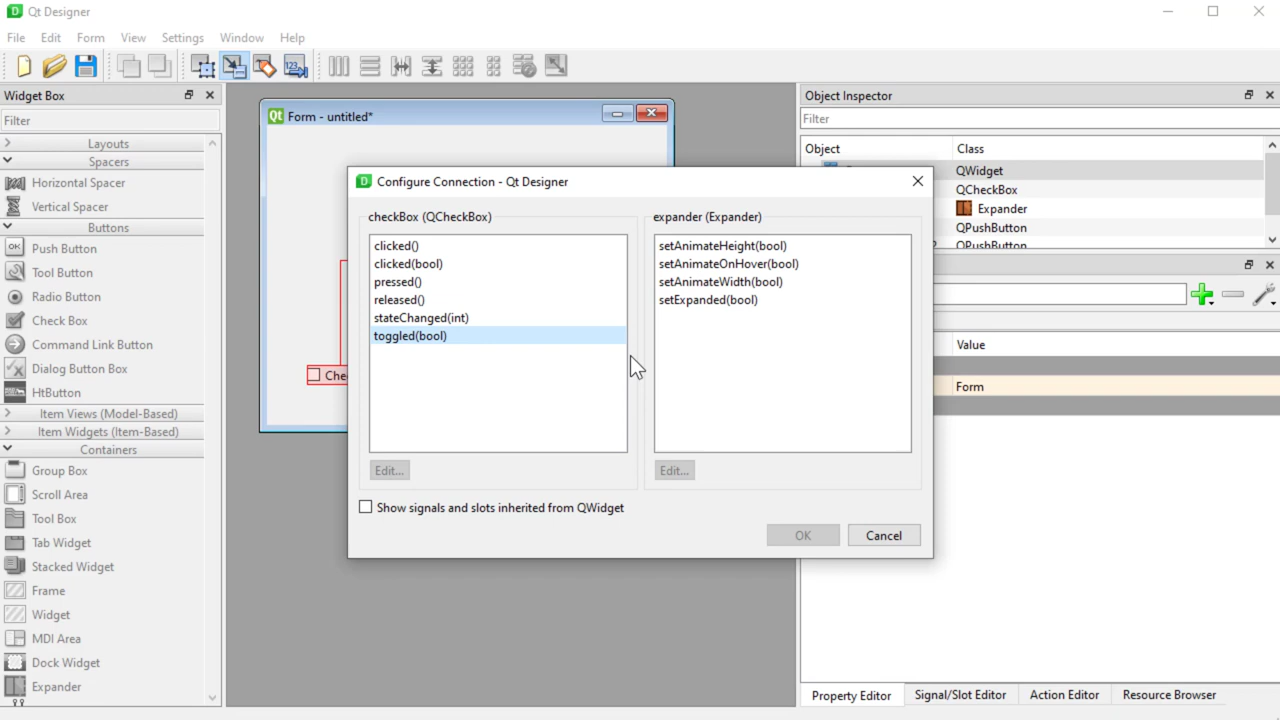 Qt Designer
File Edit Form View Settings Window Help
Widget Box
Filter
Layouts
Spacers
Horizontal Spacer
Vertical Spacer
Buttons
Push Button
Tool Button
Radio Button
Check Box
Command Link Button
Dialog Button Box
HtButton
Item Views (Model-Based)
Item Widgets (Item-Based)
Containers
Group Box
Scroll Area
Tool Box
Tab Widget
Stacked Widget
Frame
Widget
MDI Area
Dock Widget
Expander
Qt Form - untitled*
Che
Configure Connection - Qt Designer
checkBox (QCheckBox)
clicked()
clicked(bool)
pressed()
released()
stateChanged(int)
toggled(bool)
Edit...
expander (Expander)
setAnimateHeight(bool)
setAnimateOnHover(bool)
setAnimateWidth(bool)
setExpanded(bool)
Edit...
Show signals and slots inherited from QWidget
OK Cancel
Object Inspector
Filter
Object Class
QWidget
QCheckBox
Expander
QPushButton
QPushButton
Value
Form
Property Editor Signal/Slot Editor Action Editor Resource Browser